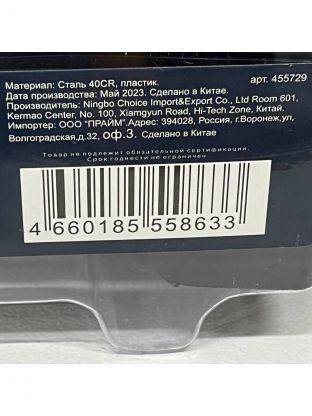 Материал: Сталь 40CR, пластик. арт. 455729
Дата производства: Май 2023. Сделано в Китае.
Производитель: Ningbo Choice Import&Export Co., Ltd Room 601,
Kermao Center, No. 100, Xiamgyun Road, Hi-Tech Zone, Китай.
Импортер: ООО "ПРАЙМ".Адрес: 394028, Россия, г.Воронеж,ул,
Волгоградская,д.32, оф.3. Сделано в Китае
Товар не подлежит обязательной сертификации.
Срок годности не ограничен
4 660185 558633